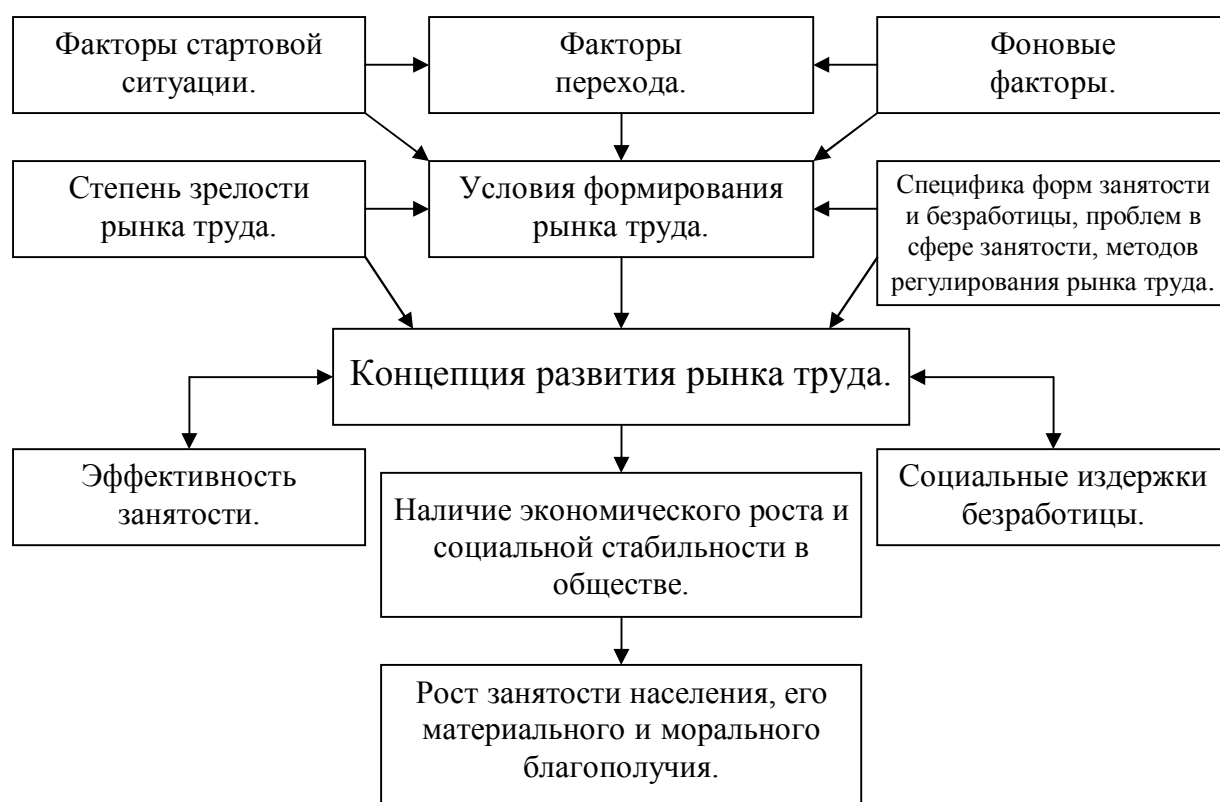 Факторы стартовой
ситуации.
Факторы
перехода.
Фоновые
факторы.
Степень зрелости
рынка труда.
Условия формирования
рынка труда.
Специфика форм занятости
и безработицы, проблем в
сфере занятости, методов
регулирования рынка труда.
Концепция развития рынка труда.
Эффективность
занятости.
Наличие экономического роста и
социальной стабильности в
обществе.
Социальные издержки
безработицы.
Рост занятости населения, его
материального и морального
благополучия.